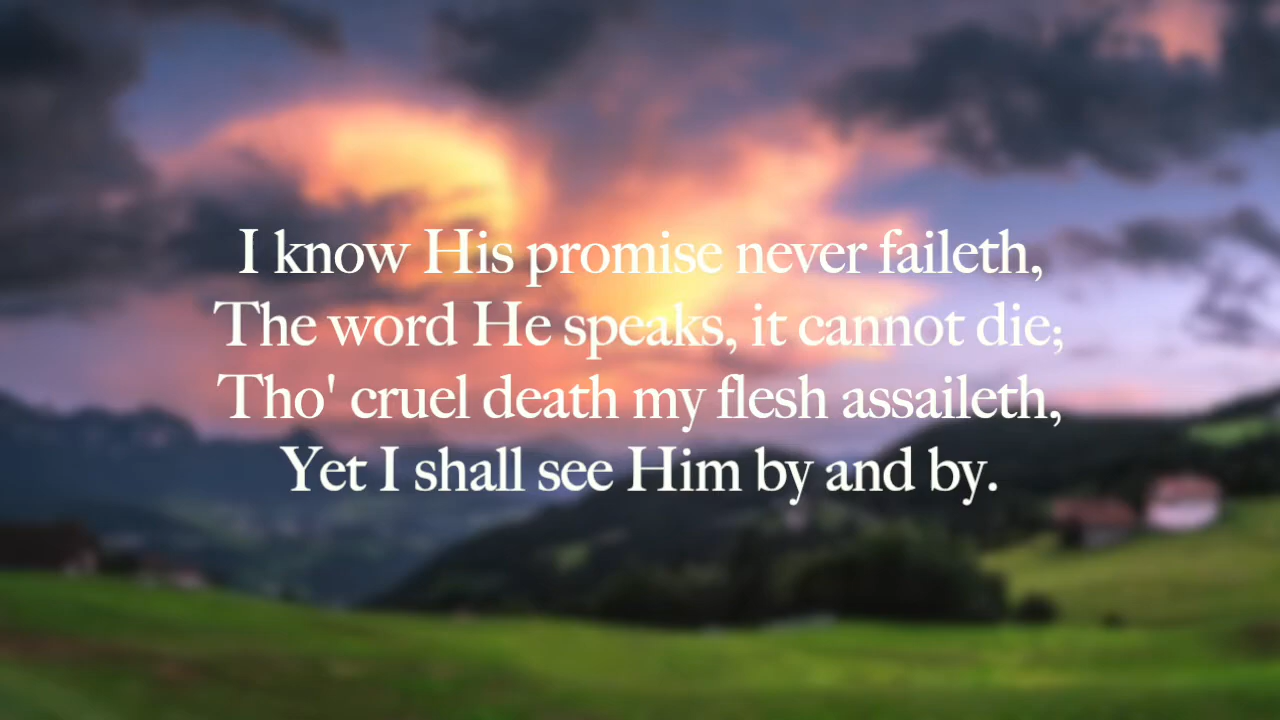 I know His promise never faileth,
The word He speaks, it cannot die;
Tho' cruel death my flesh assaileth,
Yet I shall see Him by and by.